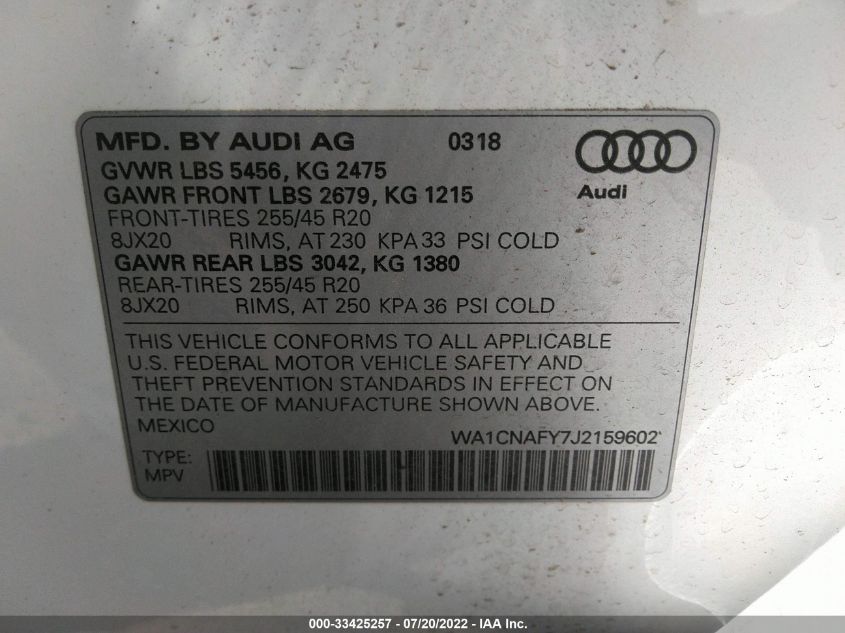 MFD. BY AUDI AG 0318
GVWR LBS 5456, KG 2475
GAWR FRONT LBS 2679, KG 1215
Audi
FRONT-TIRES 255/45 R20
8JX20 RIMS, AT 230 KPA 33 PSI COLD
GAWR REAR LBS 3042, KG 1380
REAR-TIRES 255/45 R20
8JX20 RIMS, AT 250 KPA 36 PSI COLD
THIS VEHICLE CONFORMS TO ALL APPLICABLE
U.S. FEDERAL MOTOR VEHICLE SAFETY AND
THEFT PREVENTION STANDARDS IN EFFECT ON
THE DATE OF MANUFACTURE SHOWN ABOVE.
MEXICO
WA1CNAFY7J2159602
TYPE:
MPV
000-33425257 - 07/20/2022 - IAA Inc.